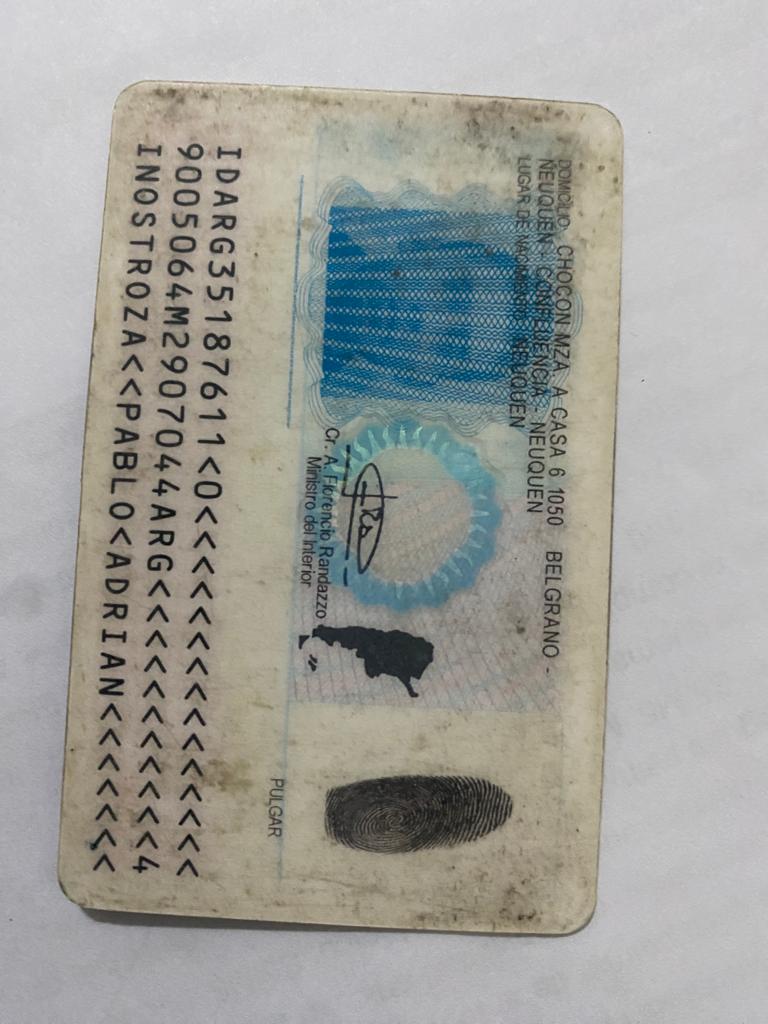 DOMICILIO: CHOCON MZA. A CASA 6 1050 BELGRANO -
NEUQUEN - CONFLUENCIA - NEUQUEN
LUGAR DE NACIMIENTO: NEUQUEN
Cr. A. Florencio Randazzo
Ministro del Interior
PULGAR
IDARG35187611<0<<<<<<<<<<<<<<<
9005064M2907044ARG<<<<<<<<<<<4
INOSTROZA<<PABLO<ADRIAN<<<<<<<